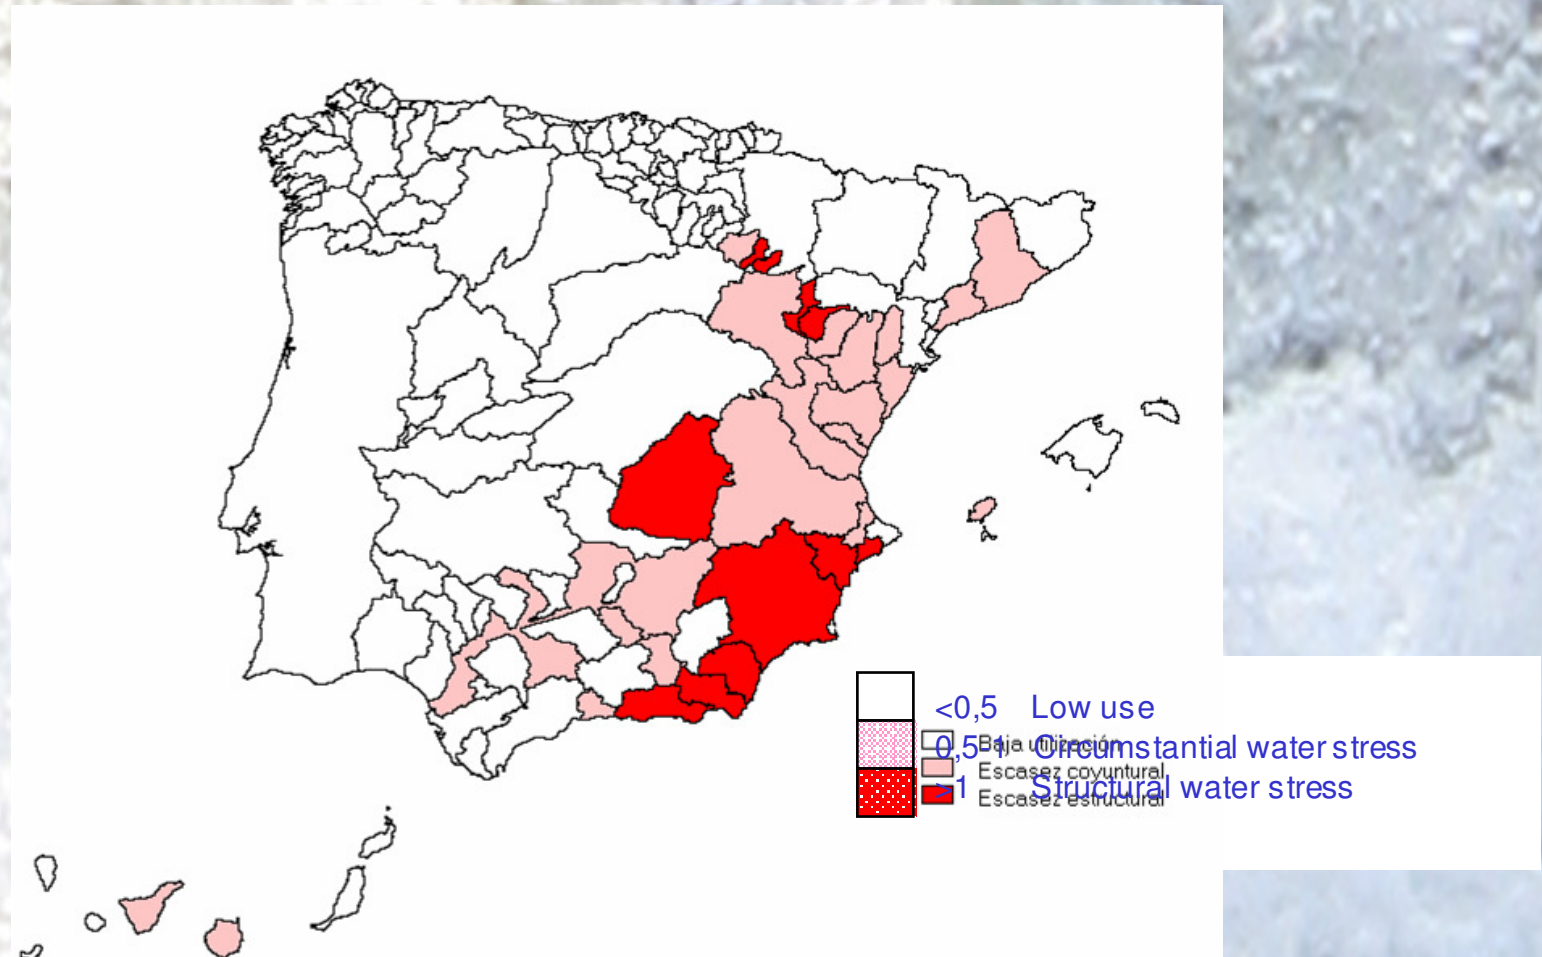 <0,5 Low use
0,5-1 Circumstantial water stress
Baja utilización
Escasez coyuntural
>1 Structural water stress
Escasez estructural